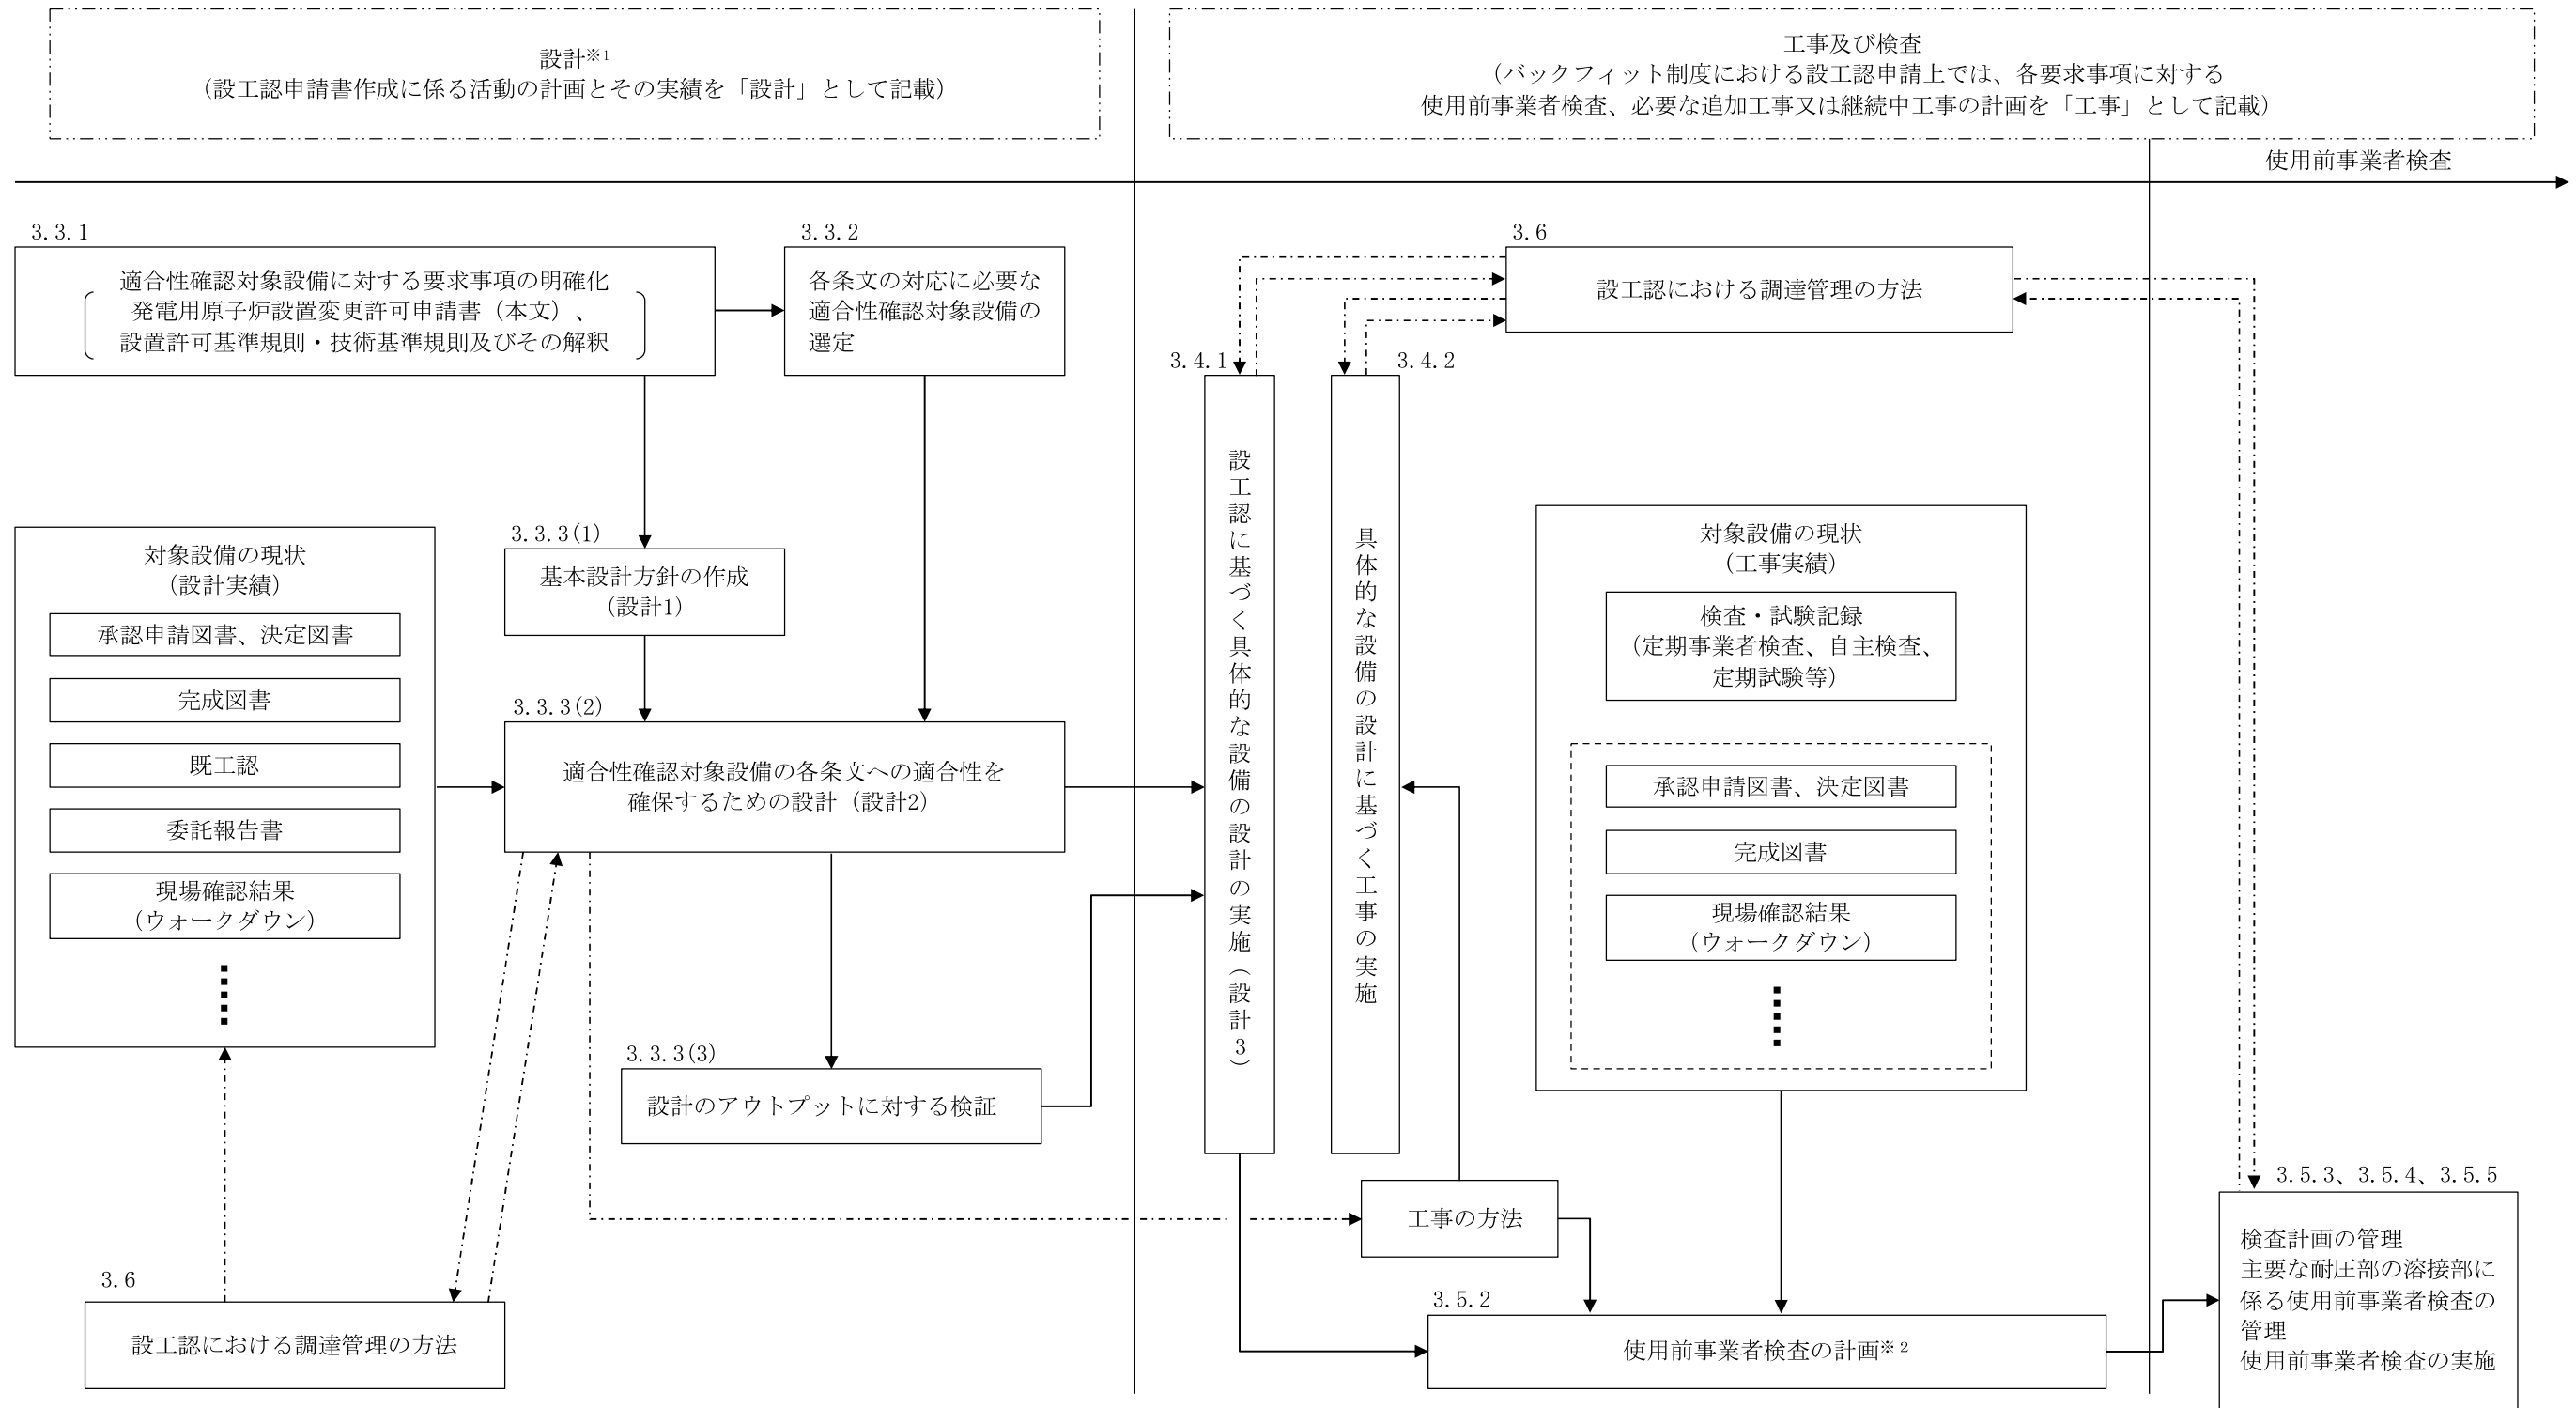 設計※1
（設工認申請書作成に係る活動の計画とその実績を「設計」として記載）
工事及び検査
（バックフィット制度における設工認申請上では、各要求事項に対する
使用前事業者検査、必要な追加工事又は継続中工事の計画を「工事」として記載）
使用前事業者検査
3.3.1
適合性確認対象設備に対する要求事項の明確化
発電用原子炉設置変更許可申請書（本文）、
設置許可基準規則・技術基準規則及びその解釈
3.3.2
各条文の対応に必要な
適合性確認対象設備の
選定
対象設備の現状
（設計実績）
承認申請図書、決定図書
完成図書
既工認
委託報告書
現場確認結果
（ウォークダウン）
3.3.3(1)
基本設計方針の作成
（設計1）
3.3.3(2)
適合性確認対象設備の各条文への適合性を
確保するための設計（設計2）
3.3.3(3)
設計のアウトプットに対する検証
3.6
設工認における調達管理の方法
3.6
設工認における調達管理の方法
3.4.1
設工認に基づく具体的な設備の設計の実施（設計3）
3.4.2
具体的な設備の設計に基づく工事の実施
対象設備の現状
（工事実績）
検査・試験記録
（定期事業者検査、自主検査、
定期試験等）
承認申請図書、決定図書
完成図書
現場確認結果
（ウォークダウン）
工事の方法
3.5.2
使用前事業者検査の計画※2
3.5.3、3.5.4、3.5.5
検査計画の管理
主要な耐圧部の溶接部に
係る使用前事業者検査の
管理
使用前事業者検査の実施